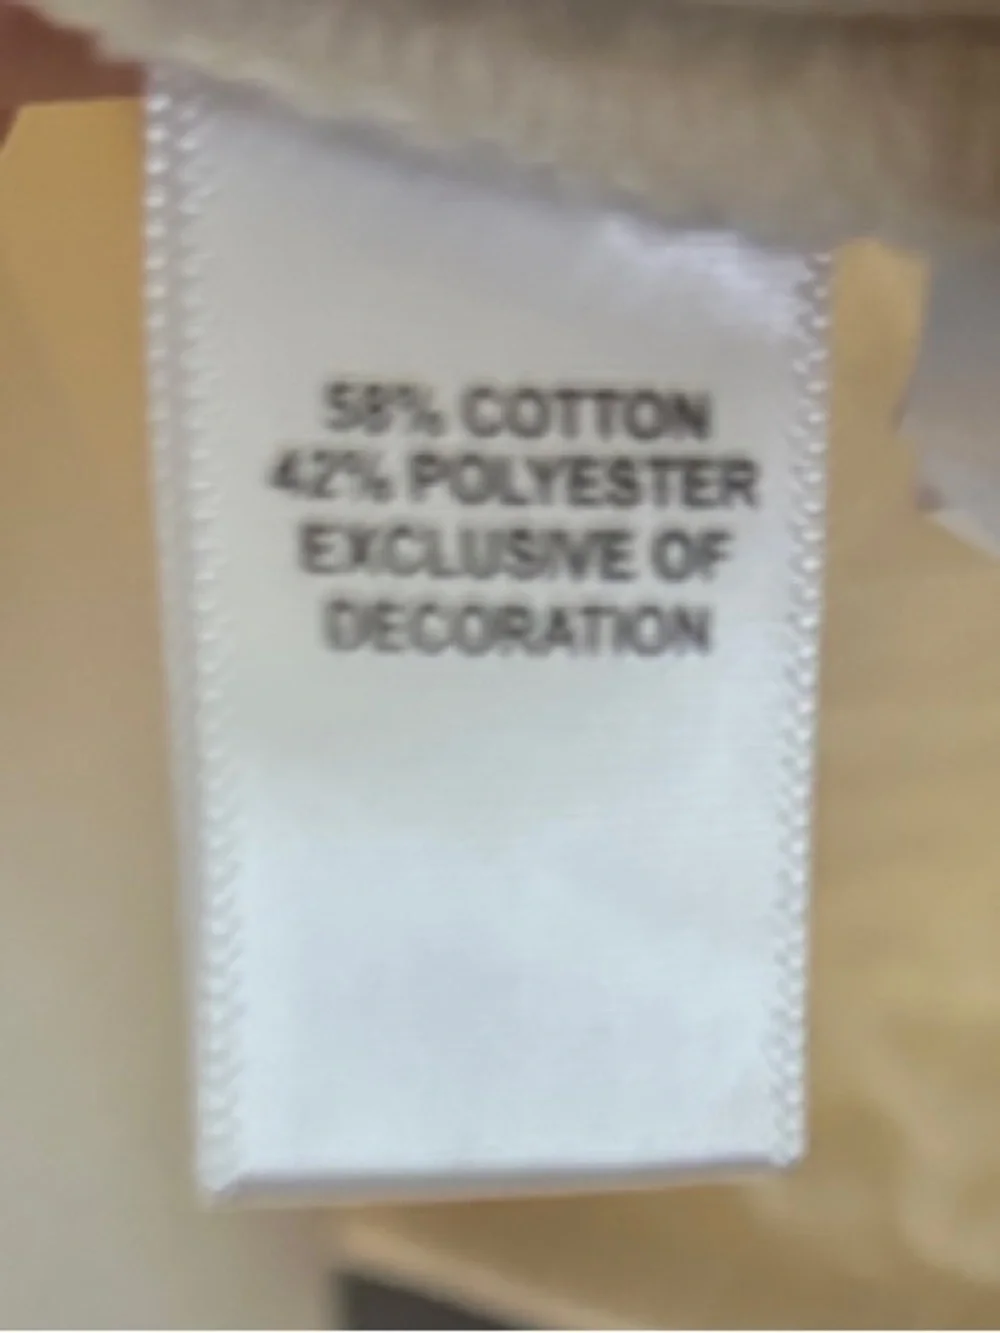 58% COTTON
42% POLYESTER
EXCLUSIVE OF
DECORATION